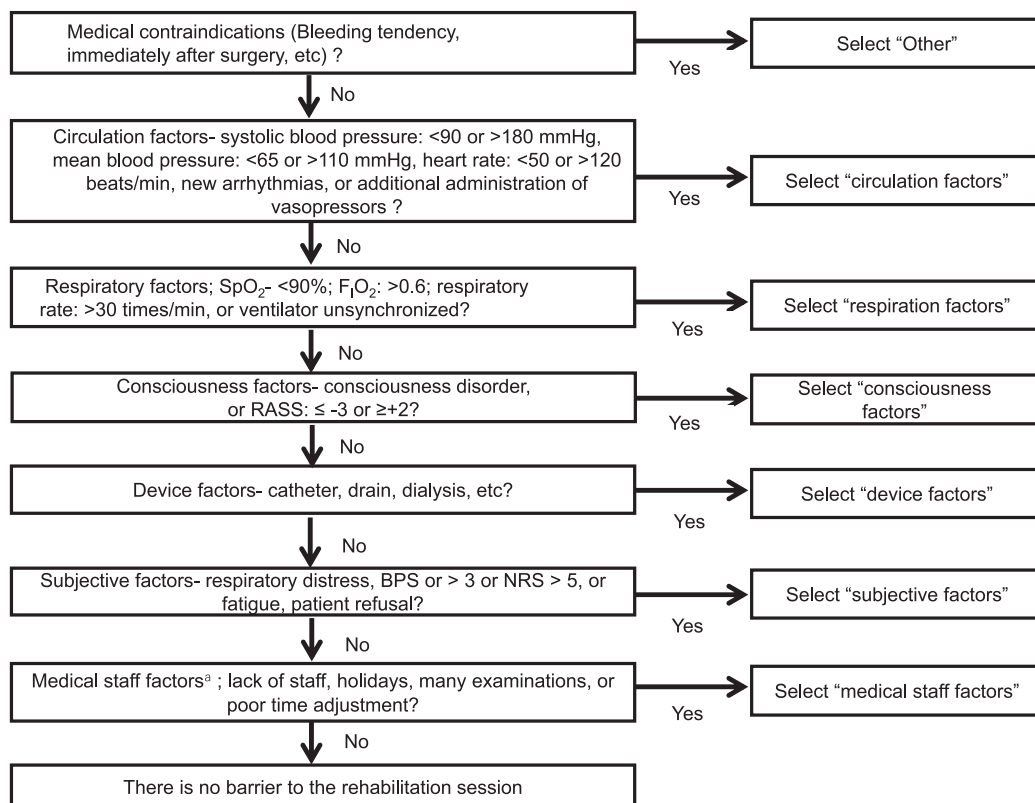 Medical contraindications (Bleeding tendency,
immediately after surgery, etc) ?
Select “Other”
Yes
No
Circulation factors- systolic blood pressure: <90 or >180 mmHg,
mean blood pressure: <65 or >110 mmHg, heart rate: <50 or >120
beats/min, new arrhythmias, or additional administration of
vasopressors ?
Select “circulation factors”
Yes
No
Respiratory factors; SpO₂- <90%; FIO₂: >0.6; respiratory
rate: >30 times/min, or ventilator unsynchronized?
Select “respiration factors”
Yes
No
Consciousness factors- consciousness disorder,
or RASS: ≤ -3 or ≥+2?
Select “consciousness
factors”
Yes
No
Device factors- catheter, drain, dialysis, etc?
Select “device factors”
Yes
No
Subjective factors- respiratory distress, BPS or > 3 or NRS > 5, or
fatigue, patient refusal?
Select “subjective factors”
Yes
No
Medical staff factorsᵃ ; lack of staff, holidays, many examinations, or
poor time adjustment?
Select “medical staff factors”
Yes
No
There is no barrier to the rehabilitation session